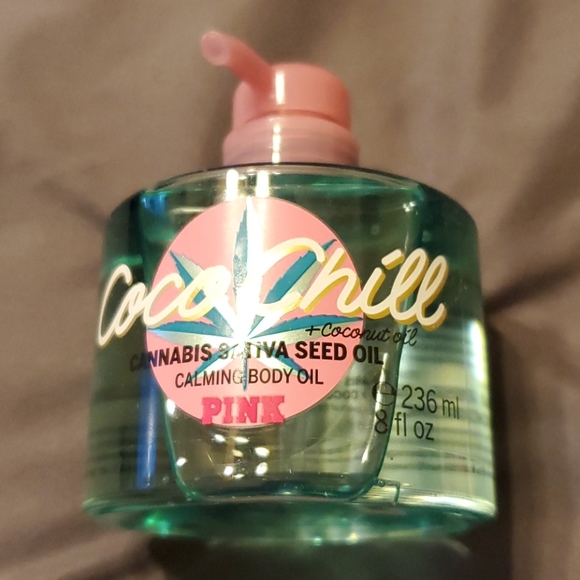 Coco Chill
+Coconut oil
CANNABIS SATIVA SEED OIL
CALMING BODY OIL
PINK
e 236 ml
8 fl oz